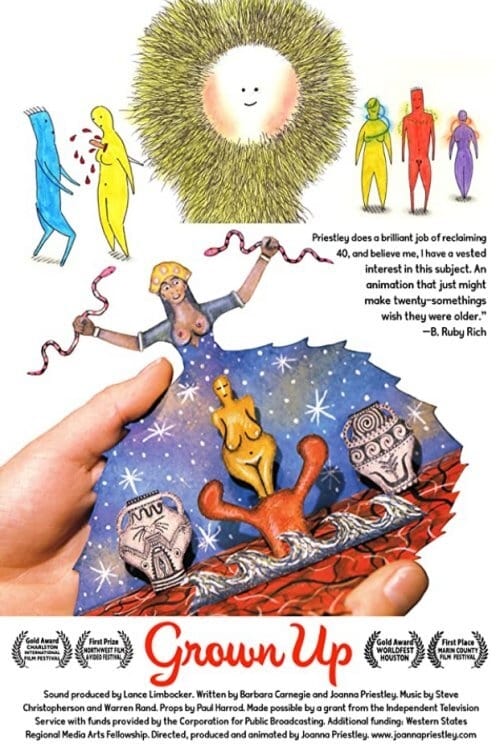 Priestley does a brilliant job of reclaiming
40, and believe me, I have a vested
interest in this subject. An
animation that just might
make twenty-somethings
wish they were older."
—B. Ruby Rich
Gold Award
CHARLSTON
INTERNATIONAL
FILM FESTIVAL
First Prize
NORTHWEST FILM
& VIDEO FESTIVAL
Grown Up
Gold Award
WORLDFEST
HOUSTON
First Place
MARIN COUNTY
FILM FESTIVAL
Sound produced by Lance Limbocker. Written by Barbara Carnegie and Joanna Priestley. Music by Steve
Christopherson and Warren Rand. Props by Paul Harrod. Made possible by a grant from the Independent Television
Service with funds provided by the Corporation for Public Broadcasting. Additional funding: Western States
Regional Media Arts Fellowship. Directed, produced and animated by Joanna Priestley. www.joannapriestley.com